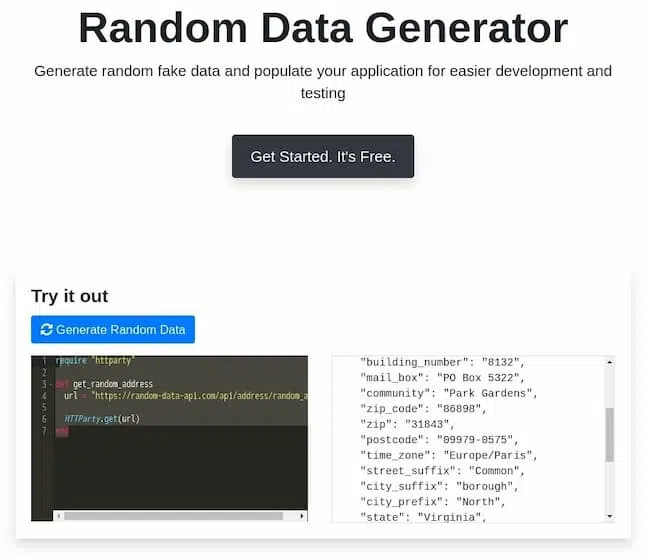 Random Data Generator
Generate random fake data and populate your application for easier development and
testing
Get Started. It's Free.
Try it out
Generate Random Data
1 require "httparty"
2
3 def get_random_address
4 url = "https://random-data-api.com/api/address/random_a
5
6 HTTParty.get(url)
7 end
"building_number": "8132",
"mail_box": "PO Box 5322",
"community": "Park Gardens",
"zip_code": "86898",
"zip": "31843",
"postcode": "09979-0575",
"time_zone": "Europe/Paris",
"street_suffix": "Common",
"city_suffix": "borough",
"city_prefix": "North",
"state": "Virginia",